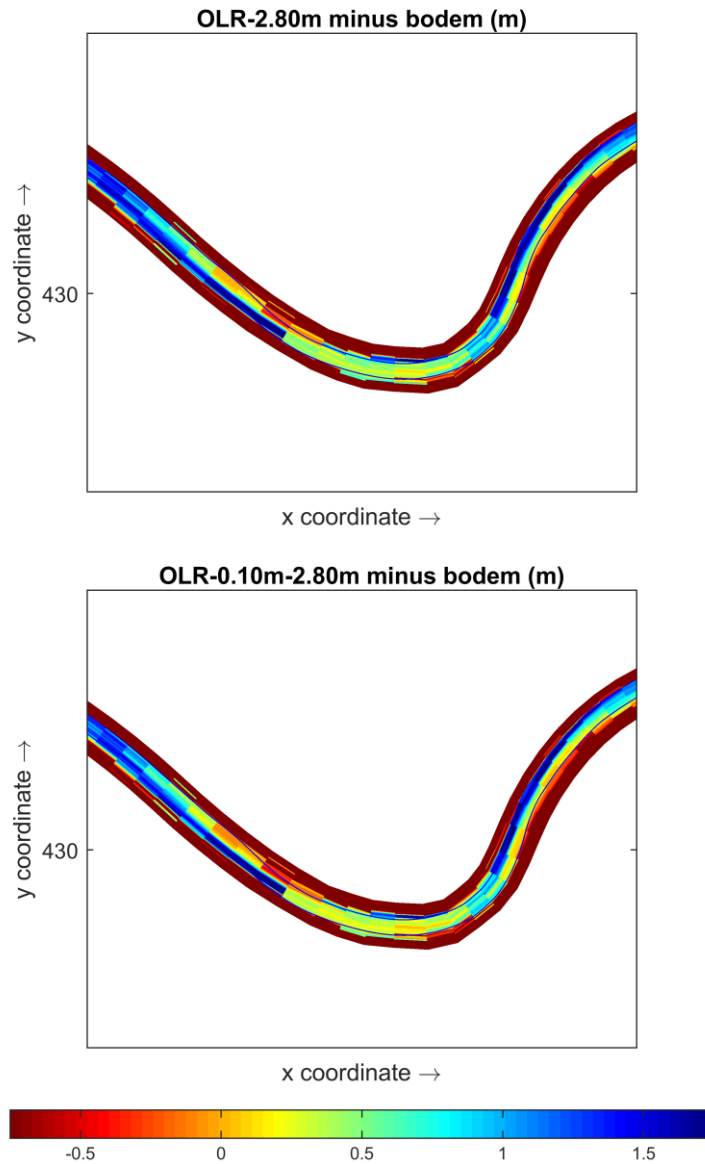 OLR-2.80m minus bodem (m)
y coordinate →
430
x coordinate →
OLR-0.10m-2.80m minus bodem (m)
y coordinate →
430
x coordinate →
-0.5 0 0.5 1 1.5